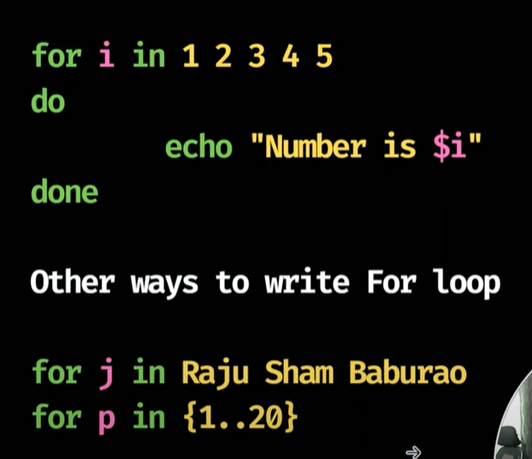 for i in 1 2 3 4 5
do
echo "Number is $i"
done
Other ways to write For loop
for j in Raju Sham Baburao
for p in {1..20}